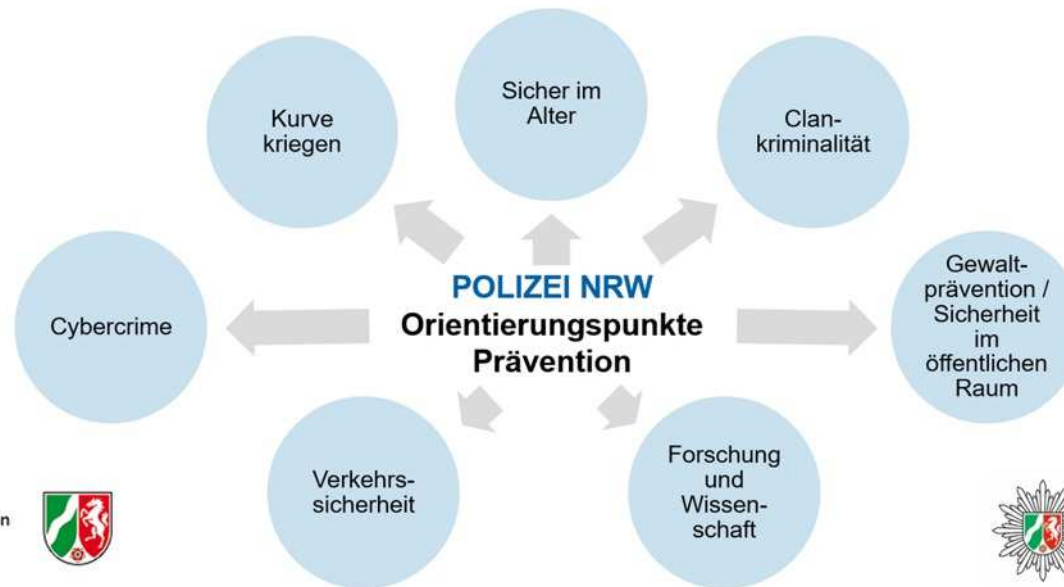 Sicher im
Alter
Kurve
kriegen
Clan-
kriminalität
Cybercrime
POLIZEI NRW
Orientierungspunkte
Prävention
Gewalt-
prävention /
Sicherheit
im
öffentlichen
Raum
Verkehrs-
sicherheit
Forschung
und
Wissen-
schaft
n